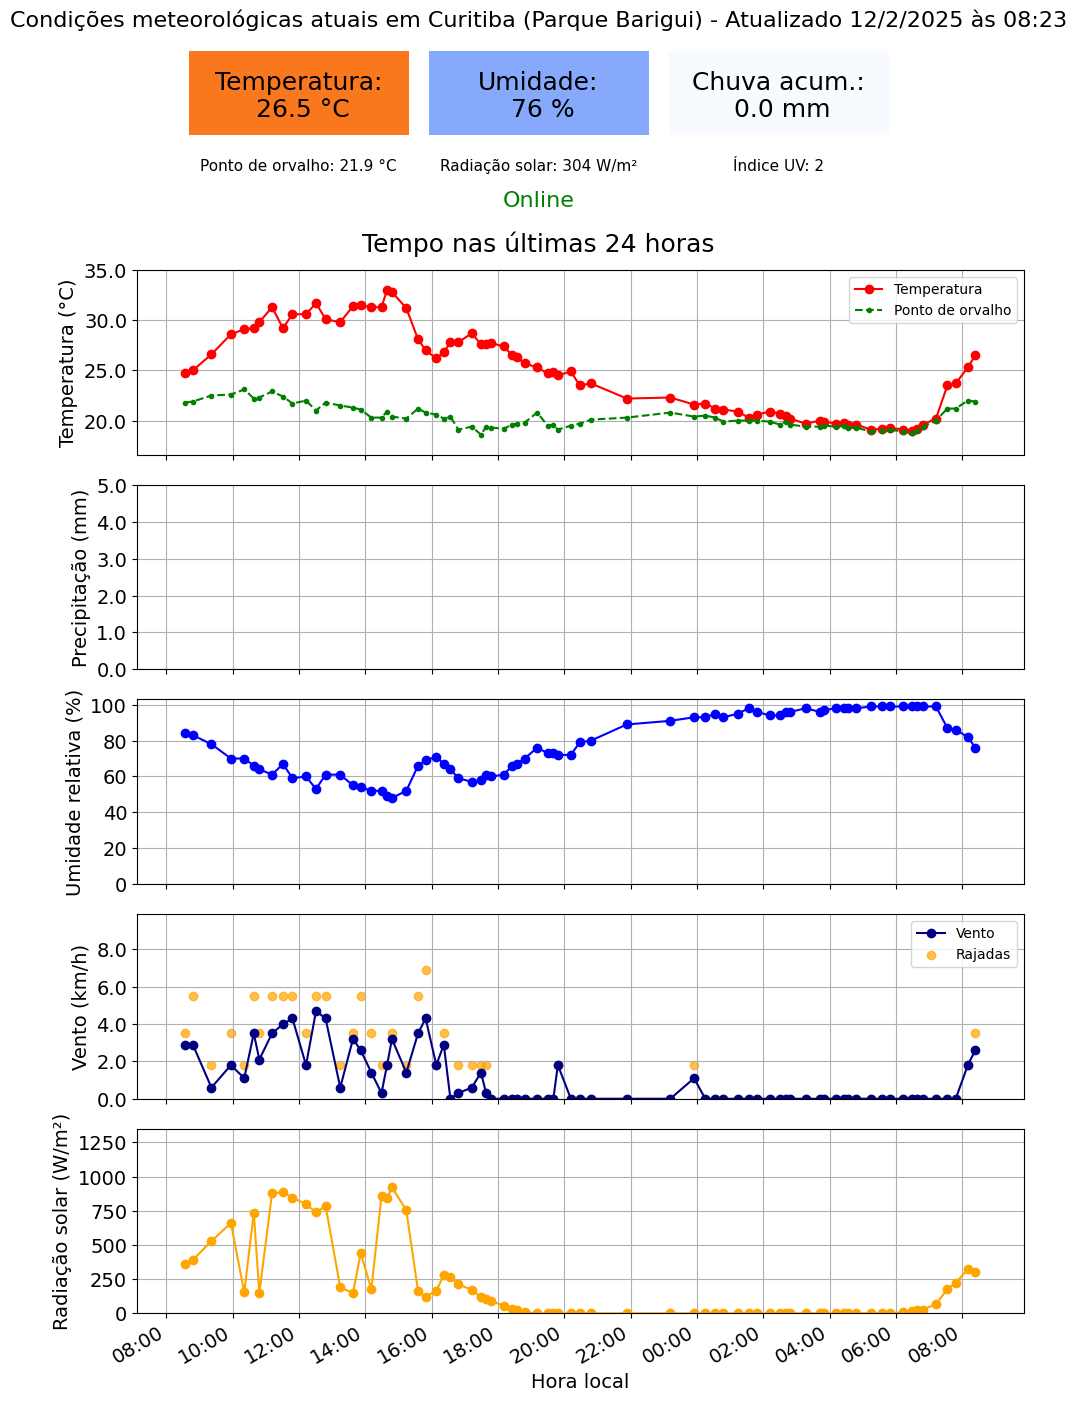 Condições meteorológicas atuais em Curitiba (Parque Barigui) - Atualizado 12/2/2025 às 08:23
Temperatura:
26.5 °C
Umidade:
76 %
Chuva acum.:
0.0 mm
Ponto de orvalho: 21.9 °C
Radiação solar: 304 W/m²
Índice UV: 2
Online
Tempo nas últimas 24 horas
Temperatura (°C)
35.0
30.0
25.0
20.0
Temperatura
Ponto de orvalho
Precipitação (mm)
5.0
4.0
3.0
2.0
1.0
0.0
Umidade relativa (%)
100
80
60
40
20
0
Vento (km/h)
8.0
6.0
4.0
2.0
0.0
Vento
Rajadas
Radiação solar (W/m²)
1250
1000
750
500
250
0
08:00
10:00
12:00
14:00
16:00
18:00
20:00
22:00
00:00
02:00
04:00
06:00
08:00
Hora local